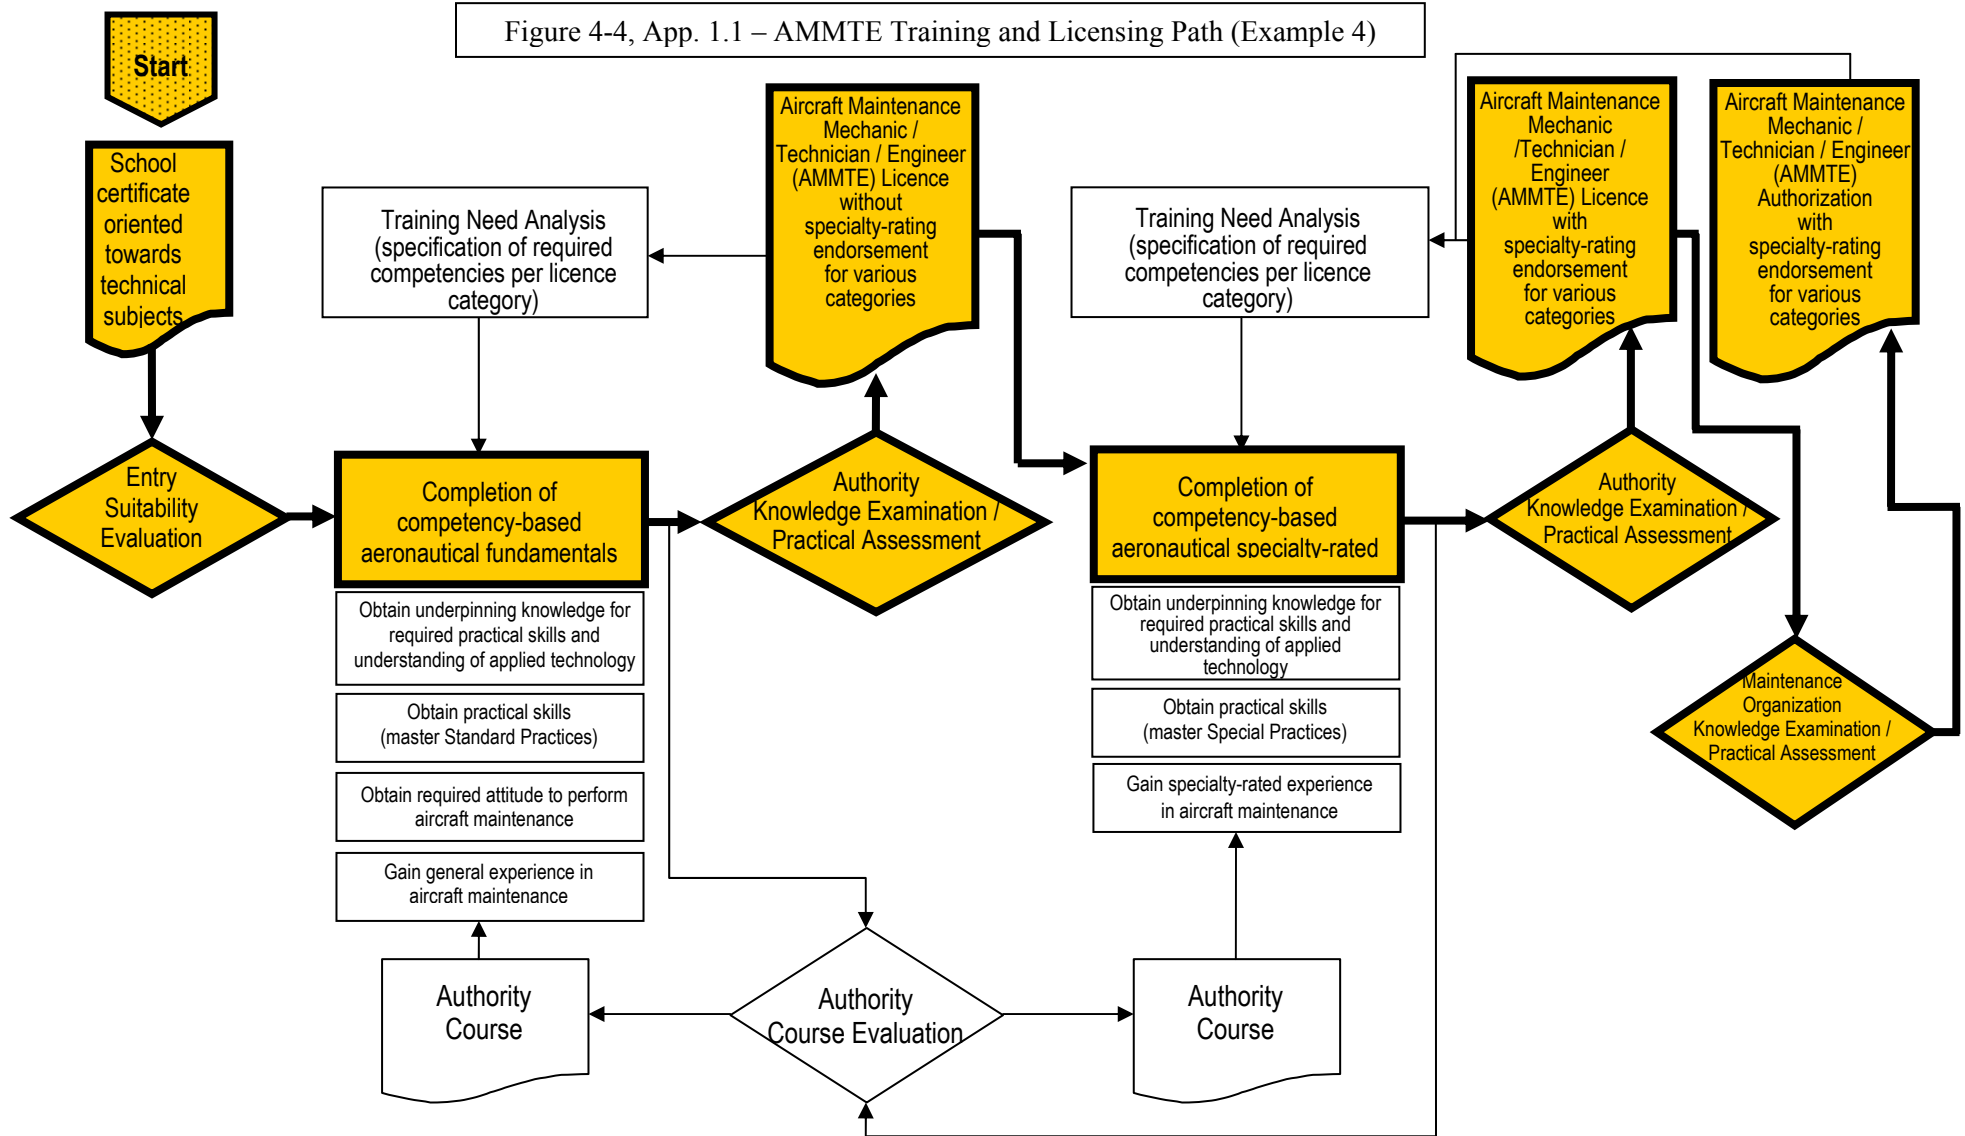 Figure 4-4, App. 1.1 – AMMTE Training and Licensing Path (Example 4)
Start
School
certificate
oriented
towards
technical
subjects
Entry
Suitability
Evaluation
Training Need Analysis
(specification of required
competencies per licence
category)
Completion of
competency-based
aeronautical fundamentals
Obtain underpinning knowledge for
required practical skills and
understanding of applied technology
Obtain practical skills
(master Standard Practices)
Obtain required attitude to perform
aircraft maintenance
Gain general experience in
aircraft maintenance
Authority
Course
Aircraft Maintenance
Mechanic /
Technician / Engineer
(AMMTE) Licence
without
specialty-rating
endorsement
for various
categories
Authority
Knowledge Examination /
Practical Assessment
Authority
Course Evaluation
Training Need Analysis
(specification of required
competencies per licence
category)
Completion of
competency-based
aeronautical specialty-rated
Obtain underpinning knowledge for
required practical skills and
understanding of applied
technology
Obtain practical skills
(master Special Practices)
Gain specialty-rated experience
in aircraft maintenance
Authority
Course
Aircraft Maintenance
Mechanic
/Technician /
Engineer
(AMMTE) Licence
with
specialty-rating
endorsement
for various
categories
Authority
Knowledge Examination /
Practical Assessment
Aircraft Maintenance
Mechanic /
Technician / Engineer
(AMMTE)
Authorization
with
specialty-rating
endorsement
for various
categories
Maintenance
Organization
Knowledge Examination /
Practical Assessment